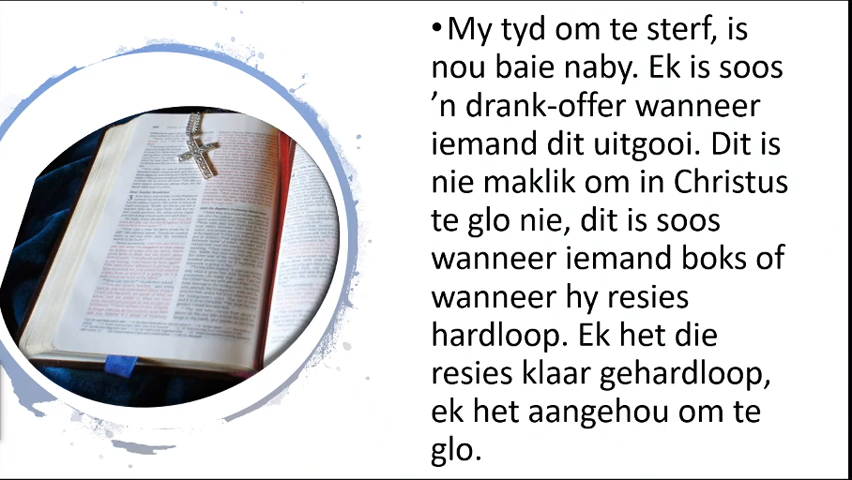 •My tyd om te sterf, is
nou baie naby. Ek is soos
’n drank-offer wanneer
iemand dit uitgooi. Dit is
nie maklik om in Christus
te glo nie, dit is soos
wanneer iemand boks of
wanneer hy resies
hardloop. Ek het die
resies klaar gehardloop,
ek het aangehou om te
glo.